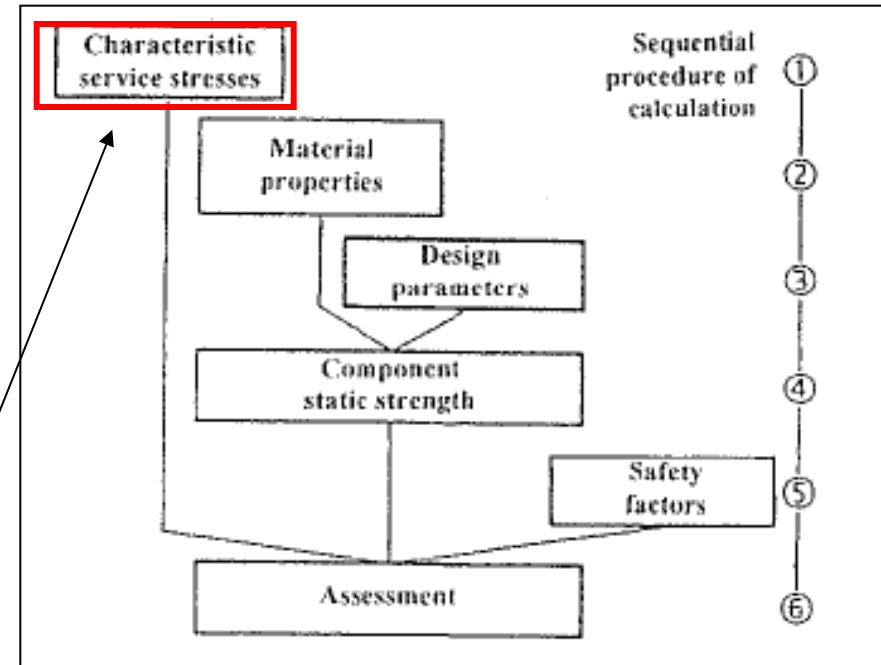 Characteristic
service stresses
Sequential
procedure of
calculation
①
Material
properties
②
Design
parameters
③
Component
static strength
④
Safety
factors
⑤
Assessment
⑥